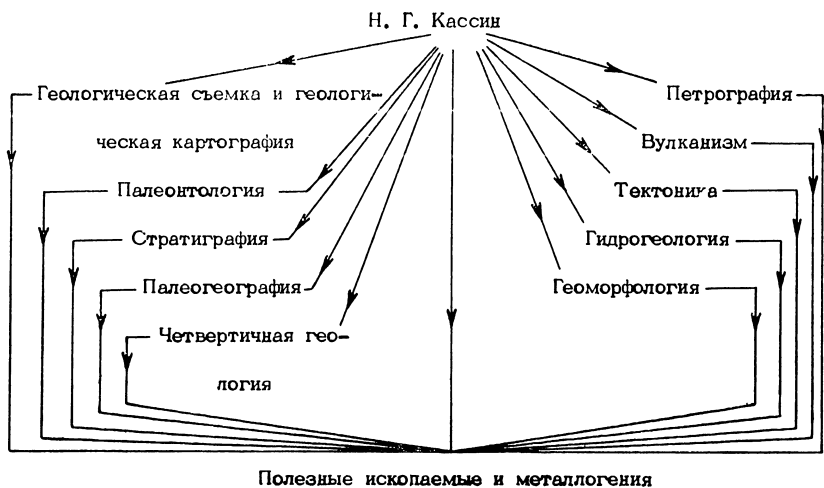 Н. Г. Кассин
Геологическая съемка и геологи-
ческая картография
Палеонтология
Стратиграфия
Палеогеография
Четвертичная гео-
логия
Петрография
Вулканизм
Тектоника
Гидрогеология
Геоморфология
Полезные ископаемые и металлогения